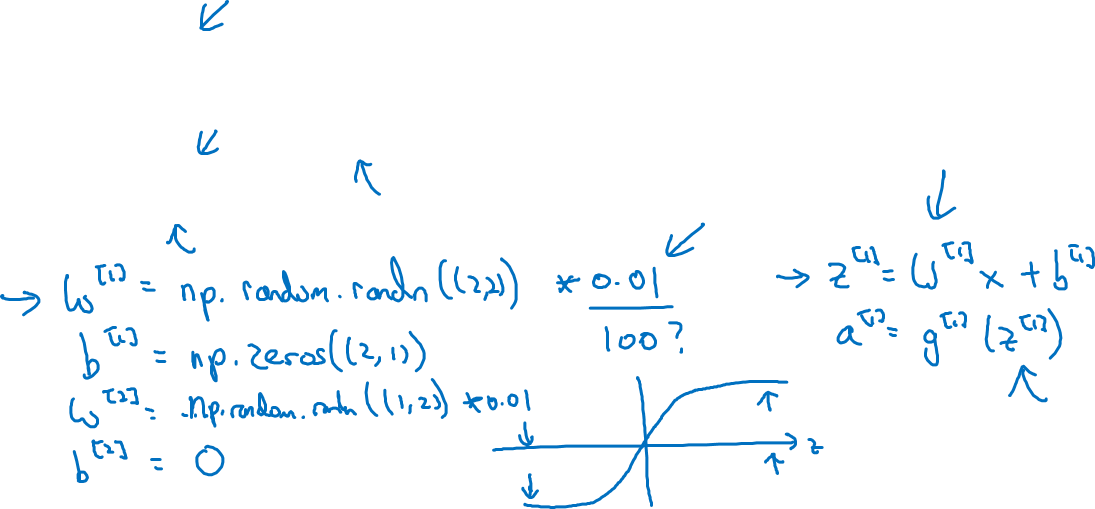 → W^[1] = np.random.randn((2,2)) * 0.01
100?
b^[1] = np.zeros((2,1))
W^[2] = np.random.randn((1,2)) * 0.01
b^[2] = 0
z
→ z^[1] = W^[1] x + b^[1]
a^[1] = g^[1] (z^[1])